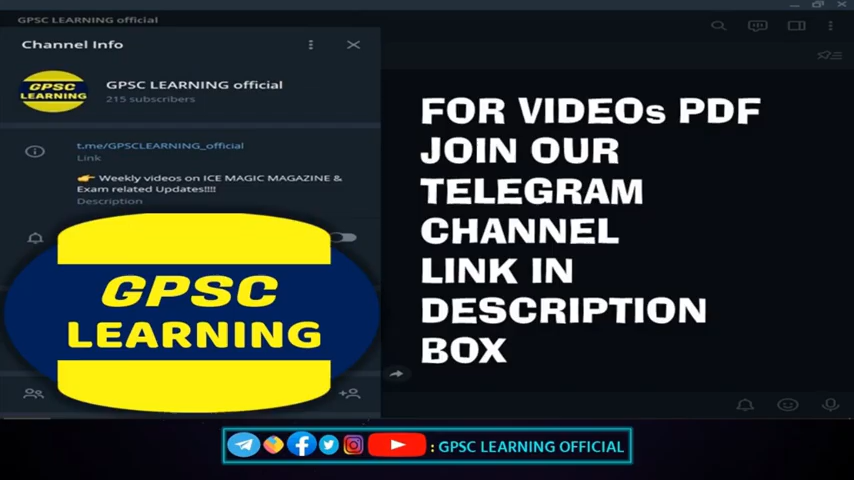 GPSC LEARNING official
Channel Info
GPSC
LEARNING
GPSC LEARNING official
215 subscribers
t.me/GPSCLEARNING_official
Link
👉 Weekly videos on ICE MAGIC MAGAZINE &
Exam related Updates!!!!
Description
GPSC
LEARNING
FOR VIDEOs PDF
JOIN OUR
TELEGRAM
CHANNEL
LINK IN
DESCRIPTION
BOX
: GPSC LEARNING OFFICIAL